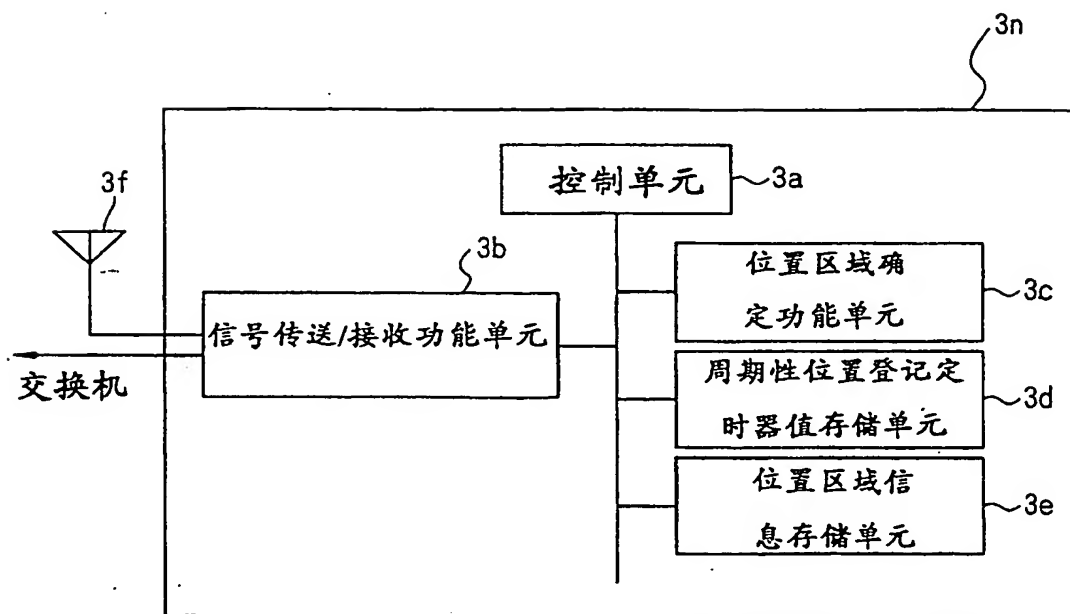 3n
控制单元
3a
3f
3b
位置区域确
定功能单元
3c
信号传送/接收功能单元
周期性位置登记定
时器值存储单元
3d
交换机
位置区域信
息存储单元
3e